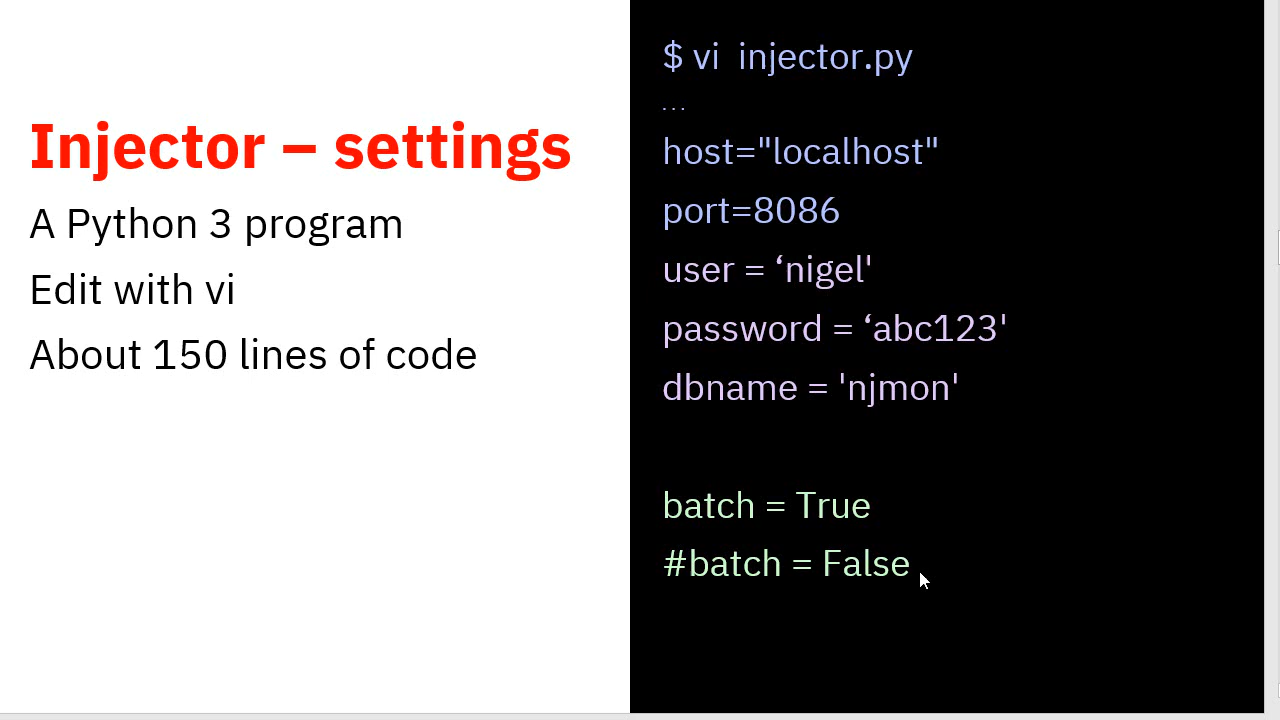 Injector – settings
A Python 3 program
Edit with vi
About 150 lines of code
$ vi  injector.py
...
host="localhost"
port=8086
user = ‘nigel'
password = ‘abc123'
dbname = 'njmon'
batch = True
#batch = False